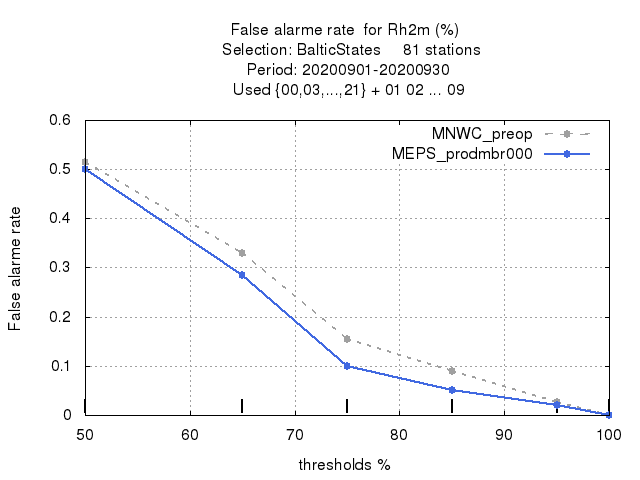 False alarme rate  for Rh2m (%)
Selection: BalticStates     81 stations
Period: 20200901-20200930
Used {00,03,...,21} + 01 02 ... 09
0.6
MNWC_preop
MEPS_prodmbr000
0.5
0.4
0.3
0.2
0.1
0
False alarme rate
50 60 70 80 90 100
thresholds %